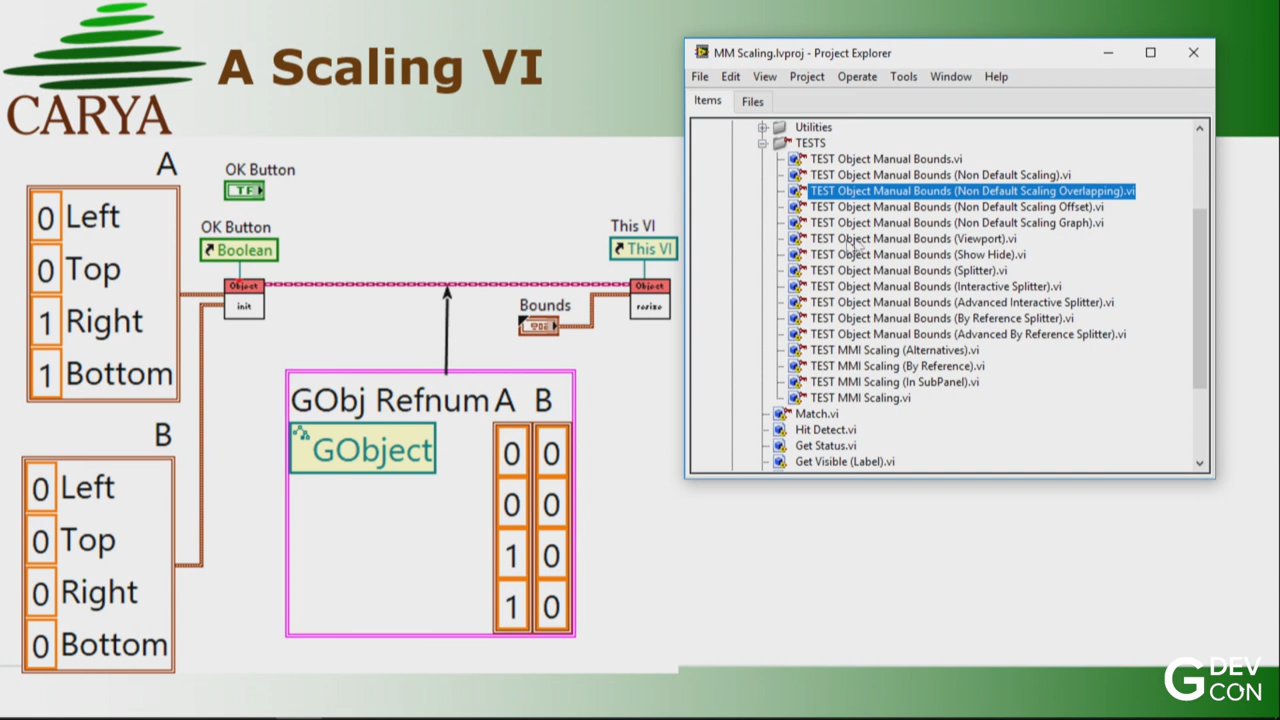 CARYA
A Scaling VI
A
0 Left
0 Top
1 Right
1 Bottom
B
0 Left
0 Top
0 Right
0 Bottom
OK Button
TF
OK Button
Boolean
Object
init
This VI
This VI
Object
resize
Bounds
GObj Refnum A B
GObject
0 0
0 0
1 0
1 0
MM Scaling.lvproj - Project Explorer
File Edit View Project Operate Tools Window Help
Items Files
Utilities
TESTS
TEST Object Manual Bounds.vi
TEST Object Manual Bounds (Non Default Scaling).vi
TEST Object Manual Bounds (Non Default Scaling Overlapping).vi
TEST Object Manual Bounds (Non Default Scaling Offset).vi
TEST Object Manual Bounds (Non Default Scaling Graph).vi
TEST Object Manual Bounds (Viewport).vi
TEST Object Manual Bounds (Show Hide).vi
TEST Object Manual Bounds (Splitter).vi
TEST Object Manual Bounds (Interactive Splitter).vi
TEST Object Manual Bounds (Advanced Interactive Splitter).vi
TEST Object Manual Bounds (By Reference Splitter).vi
TEST Object Manual Bounds (Advanced By Reference Splitter).vi
TEST MMI Scaling (Alternatives).vi
TEST MMI Scaling (By Reference).vi
TEST MMI Scaling (In SubPanel).vi
TEST MMI Scaling.vi
Match.vi
Hit Detect.vi
Get Status.vi
Get Visible (Label).vi
G DEV
CON